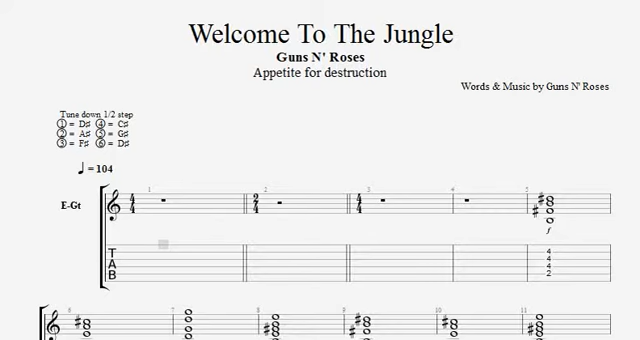 Welcome To The Jungle
Guns N' Roses
Appetite for destruction
Words & Music by Guns N' Roses
Tune down 1/2 step
① = D♯ ④ = C♯
② = A♯ ⑤ = G♯
③ = F♯ ⑥ = D♯
♩ = 104
1 2 3 4 5
E-Gt
4/4 2/4 4/4
f
T
A
B
4
4
4
2
6 7 8 9 10 11